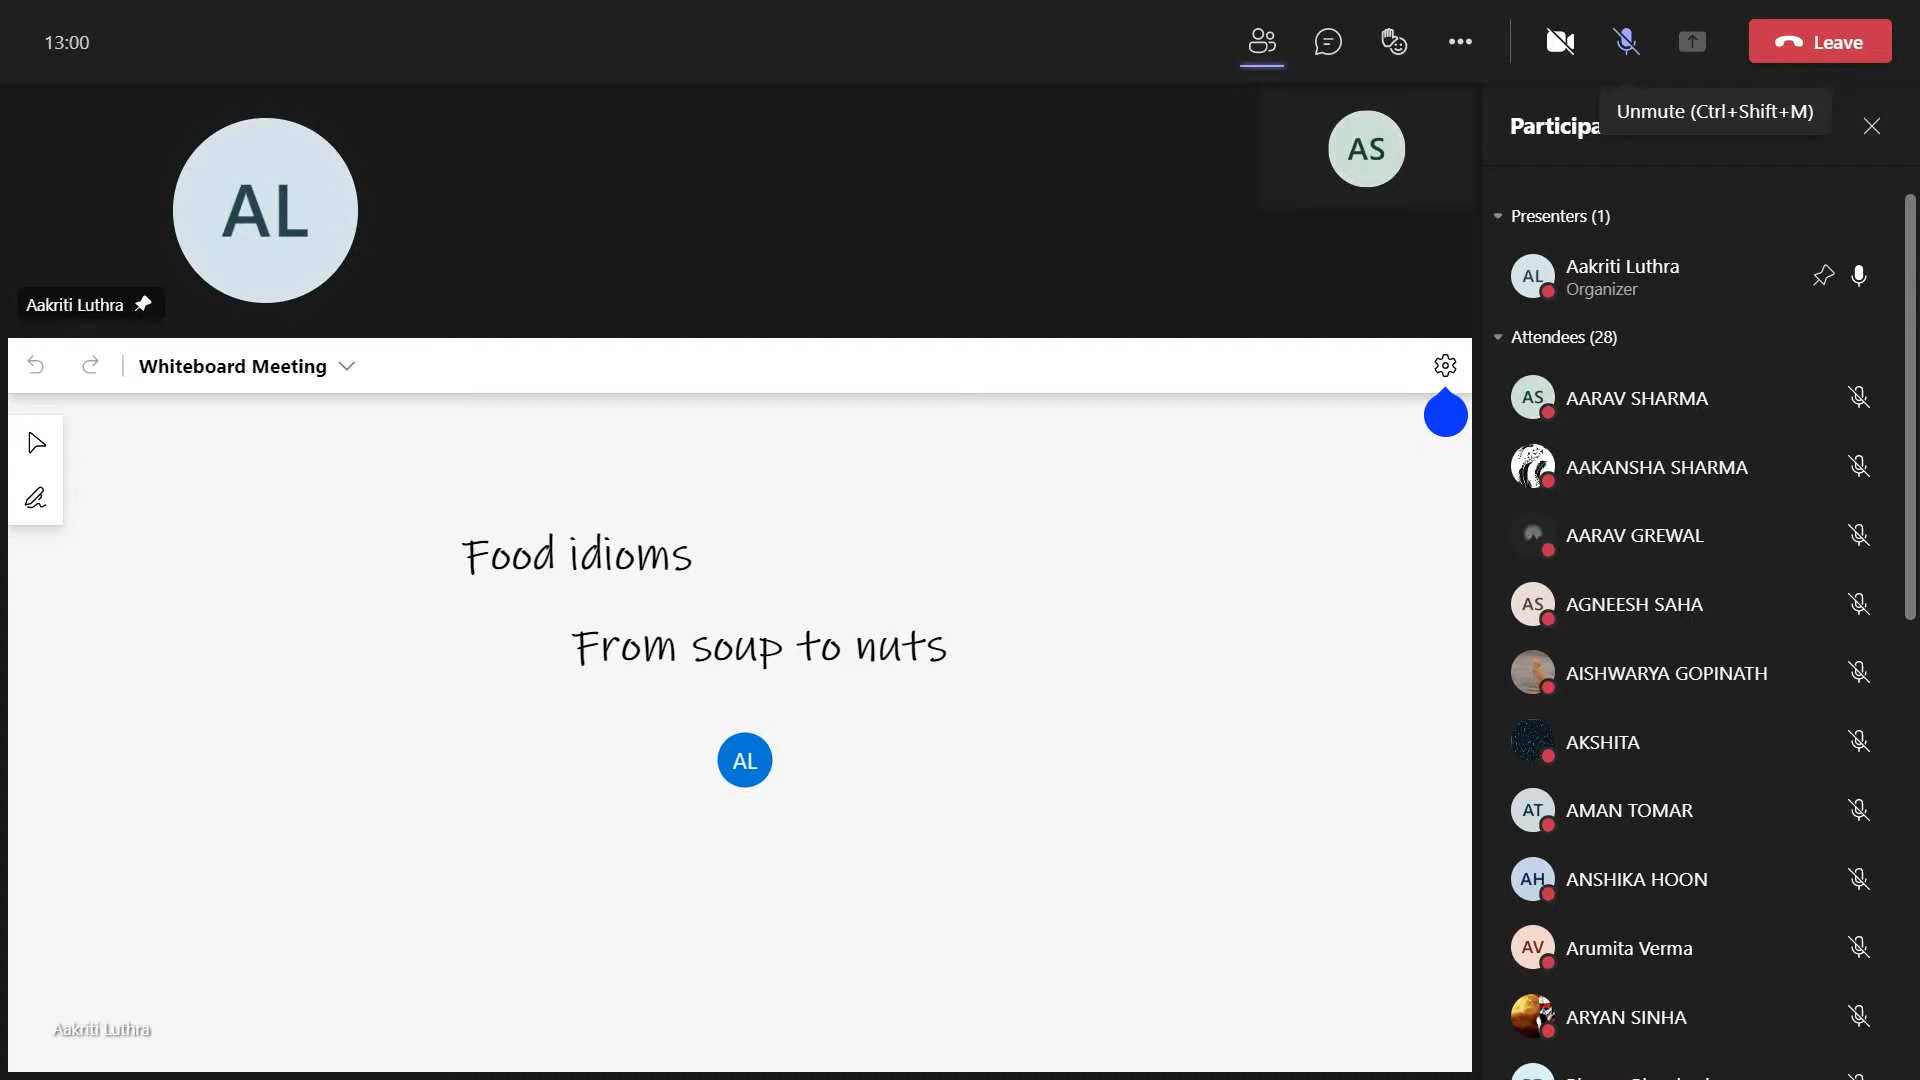 13:00
Leave
Unmute (Ctrl+Shift+M)
AL
AS
Aakriti Luthra
Whiteboard Meeting
Food idioms
From soup to nuts
AL
Aakriti Luthra
Presenters (1)
AL
Aakriti Luthra
Organizer
Attendees (28)
AS
AARAV SHARMA
AAKANSHA SHARMA
AARAV GREWAL
AS
AGNEESH SAHA
AISHWARYA GOPINATH
AKSHITA
AT
AMAN TOMAR
AH
ANSHIKA HOON
AV
Arumita Verma
ARYAN SINHA